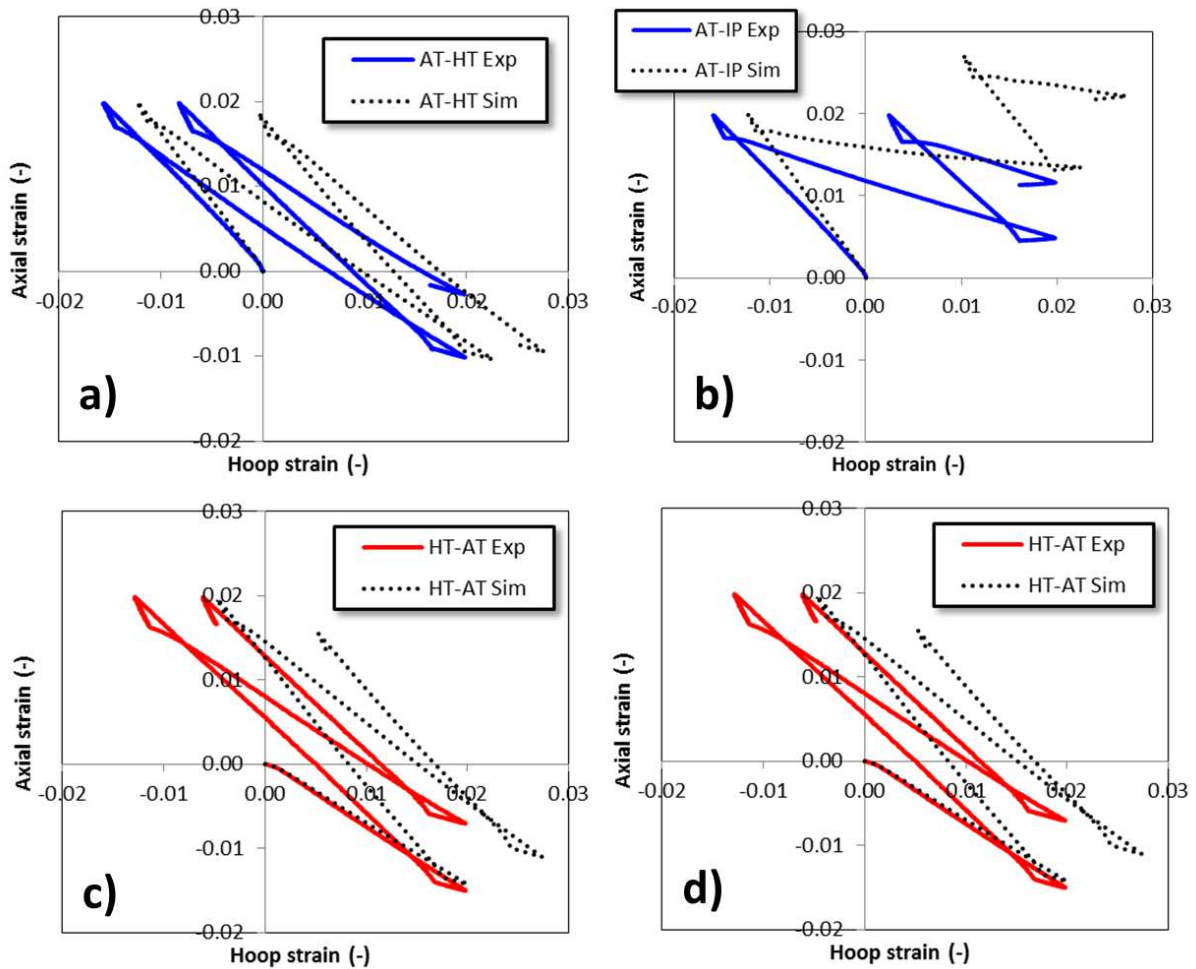 0.03
AT-HT Exp
AT-HT Sim
0.02
0.01
0.00
-0.02 -0.01 0.00 0.01 0.02 0.03
-0.01
-0.02
Axial strain (-)
Hoop strain (-)
a)
0.03
AT-IP Exp
AT-IP Sim
0.02
0.01
0.00
-0.02 -0.01 0.00 0.01 0.02 0.03
-0.01
-0.02
Axial strain (-)
Hoop strain (-)
b)
0.03
HT-AT Exp
HT-AT Sim
0.02
0.01
0.00
-0.02 -0.01 0.00 0.01 0.02 0.03
-0.01
-0.02
Axial strain (-)
Hoop strain (-)
c)
0.03
HT-AT Exp
HT-AT Sim
0.02
0.01
0.00
-0.02 -0.01 0.00 0.01 0.02 0.03
-0.01
-0.02
Axial strain (-)
Hoop strain (-)
d)